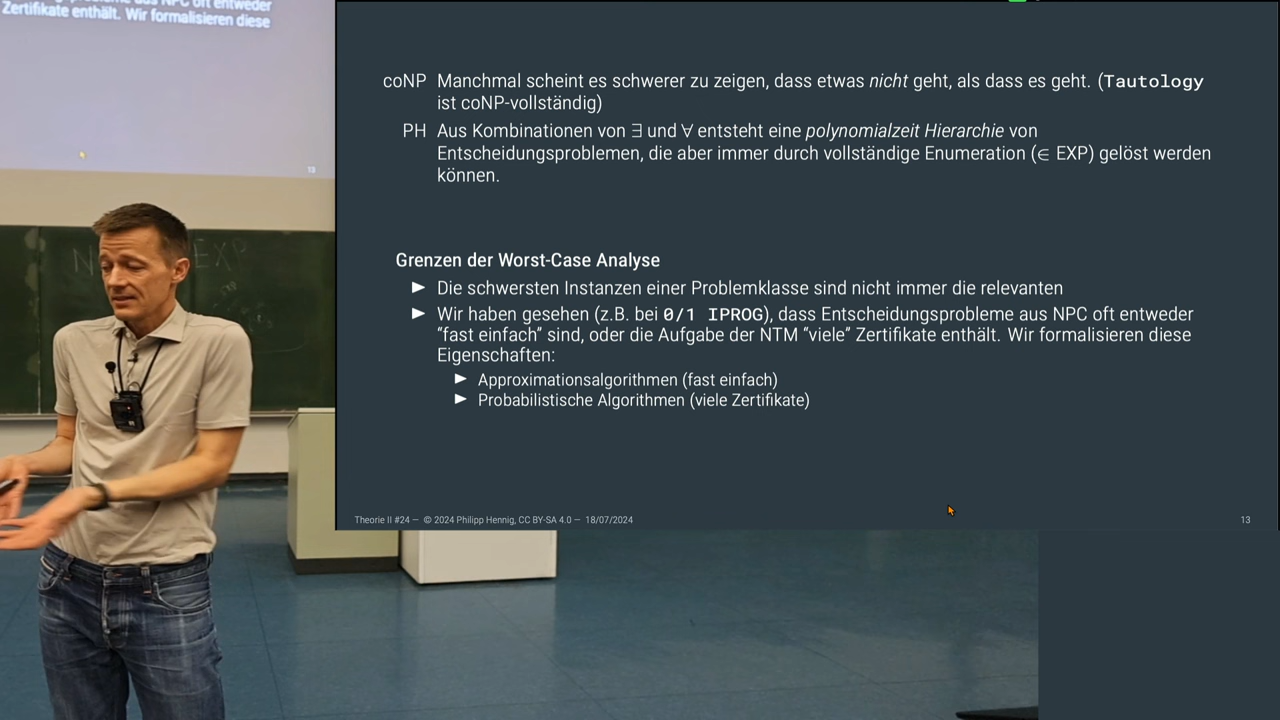 Zertifikate enthält. Wir formalisieren diese
13
N EXP
coNP Manchmal scheint es schwerer zu zeigen, dass etwas nicht geht, als dass es geht. (Tautology
ist coNP-vollständig)
PH Aus Kombinationen von ∃ und ∀ entsteht eine polynomialzeit Hierarchie von
Entscheidungsproblemen, die aber immer durch vollständige Enumeration (∈ EXP) gelöst werden
können.
Grenzen der Worst-Case Analyse
► Die schwersten Instanzen einer Problemklasse sind nicht immer die relevanten
► Wir haben gesehen (z.B. bei 0/1 IPROG), dass Entscheidungsprobleme aus NPC oft entweder
“fast einfach” sind, oder die Aufgabe der NTM “viele” Zertifikate enthält. Wir formalisieren diese
Eigenschaften:
► Approximationsalgorithmen (fast einfach)
► Probabilistische Algorithmen (viele Zertifikate)
Theorie II #24 — © 2024 Philipp Hennig, CC BY-SA 4.0 — 18/07/2024
13